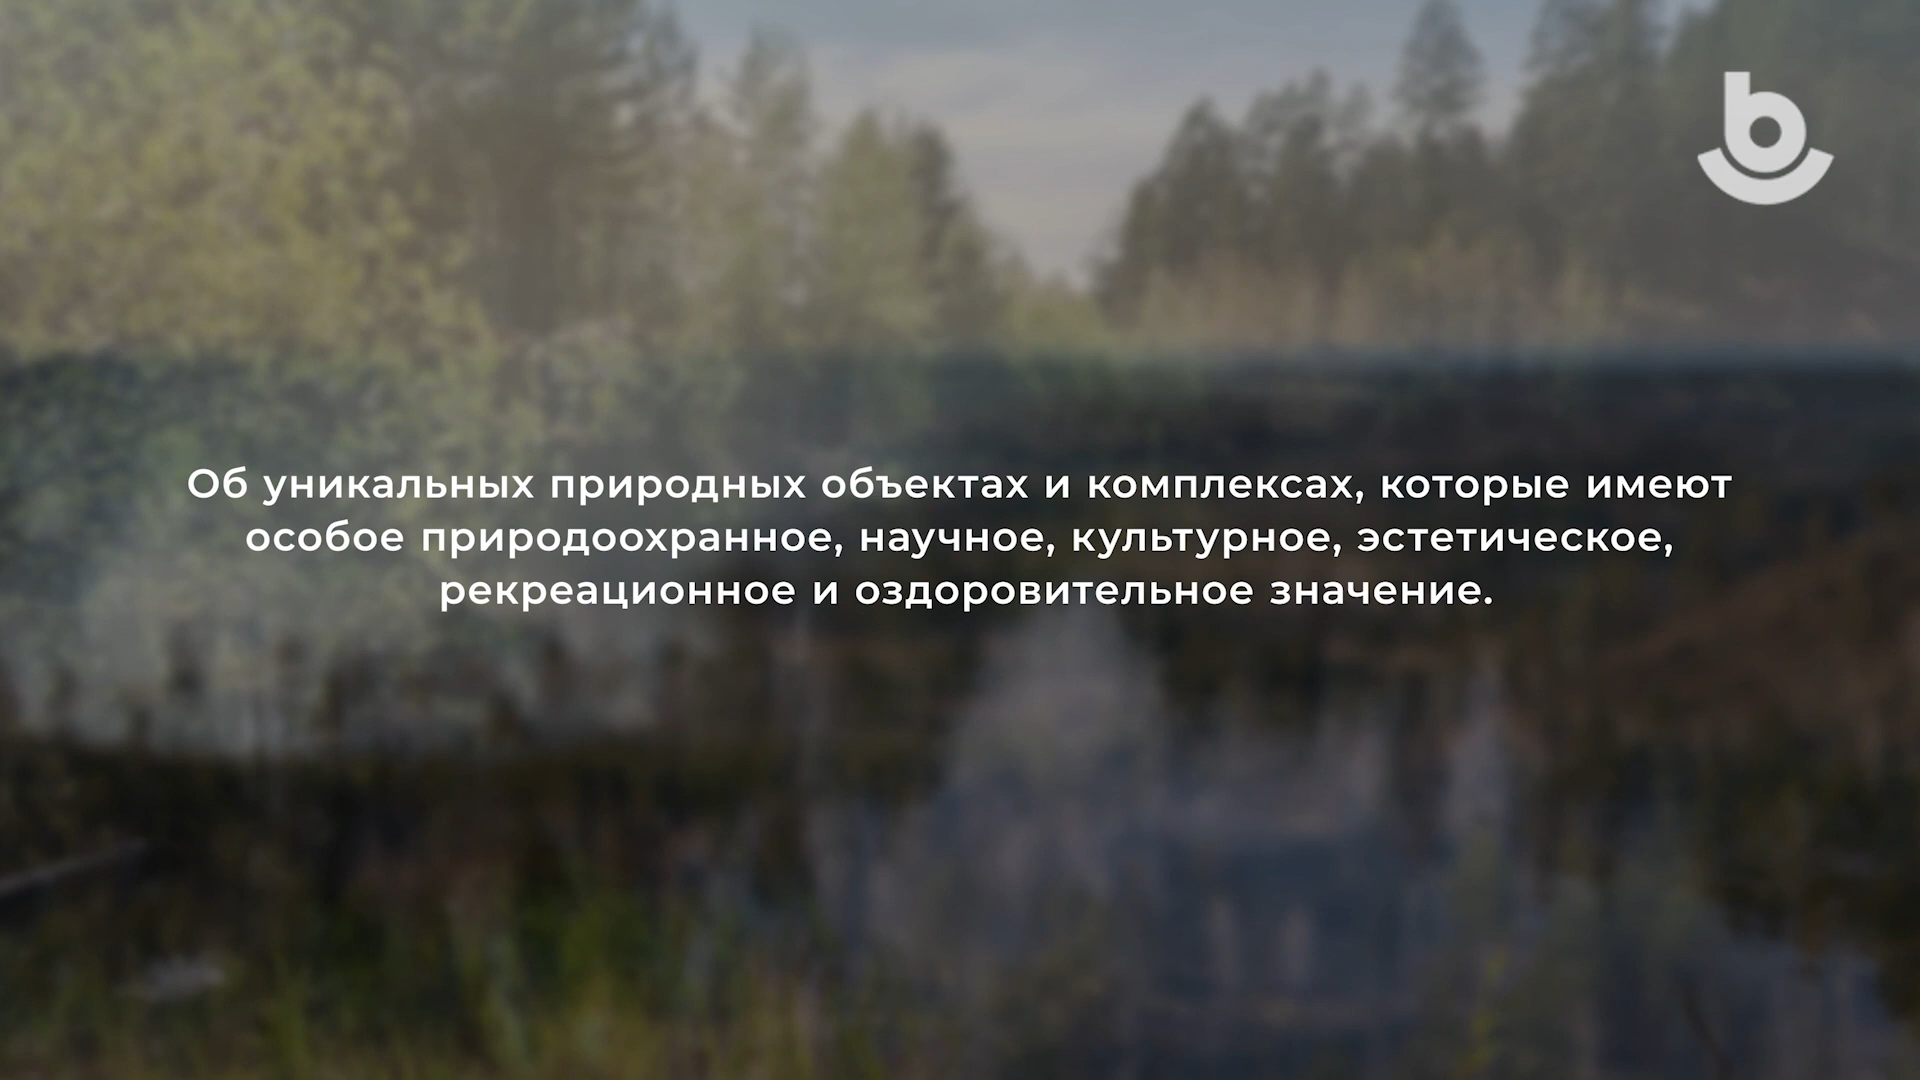 Об уникальных природных объектах и комплексах, которые имеют
особое природоохранное, научное, культурное, эстетическое,
рекреационное и оздоровительное значение.